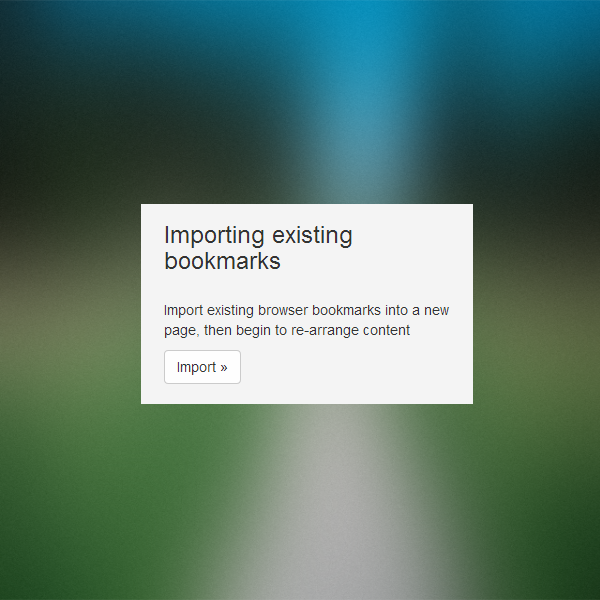 Importing existing
bookmarks
Import existing browser bookmarks into a new
page, then begin to re-arrange content
Import »